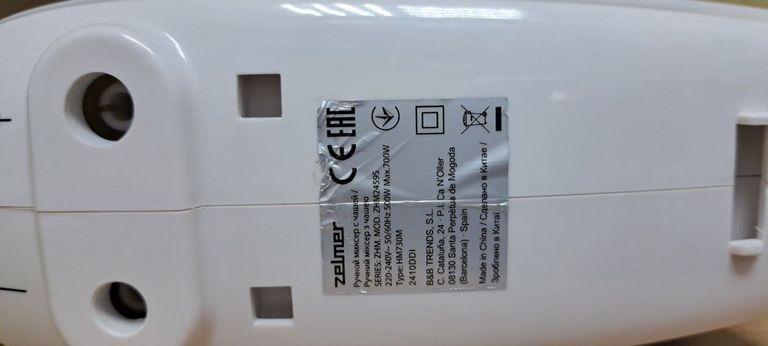 zelmer
Ручной миксер с чашей /
Ручний міксер з чашею
SERIES: ZHM. MOD. ZHM2459S
220-240V~ 50/60Hz 500W Max.700W
Type: HM730M
2410DDI
B&B TRENDS, S.L.
C. Cataluña, 24 - P.I. Ca N'Oller
08130 Santa Perpètua de Mogoda
(Barcelona) - Spain
Made in China / Сделано в Китае /
Зроблено в Китаї
CE EAC